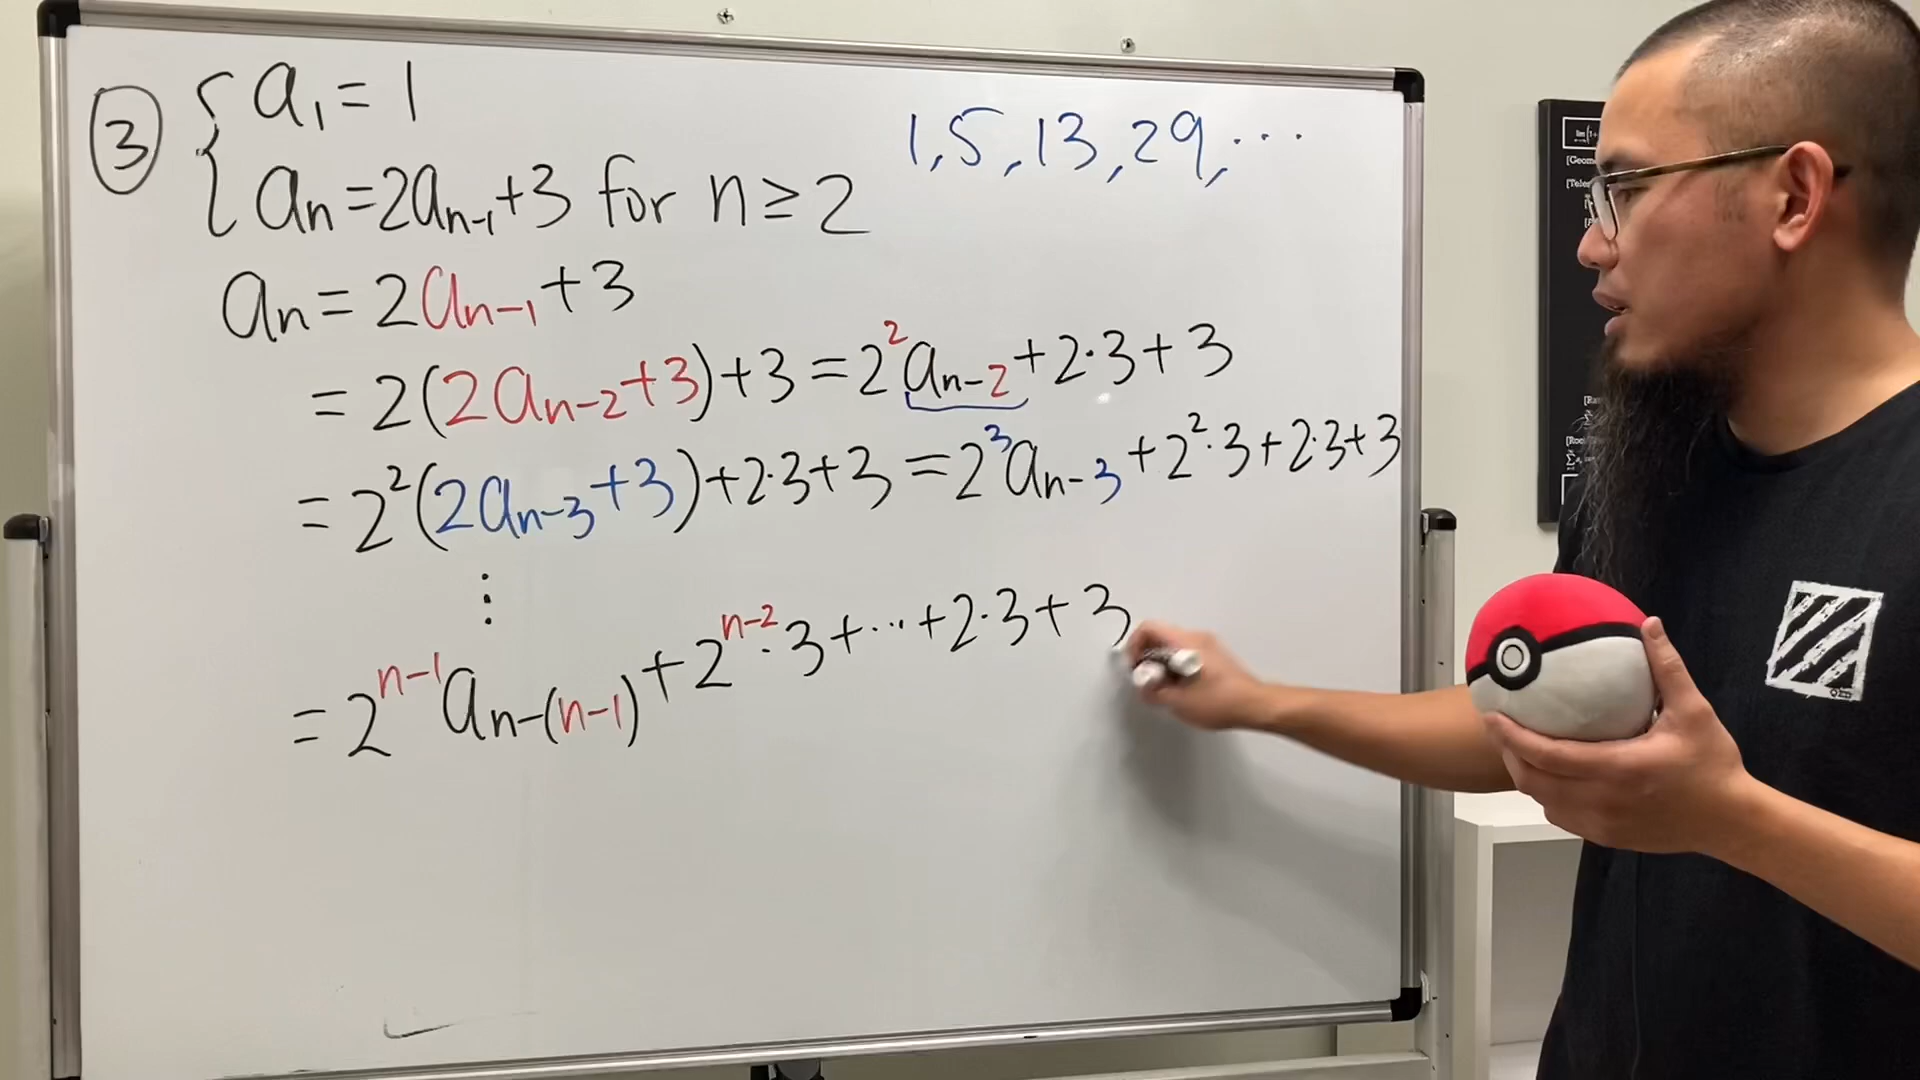 ③ { a₁ = 1
aₙ = 2aₙ₋₁ + 3 for n ≥ 2
1, 5, 13, 29, ...
aₙ = 2aₙ₋₁ + 3
= 2(2aₙ₋₂ + 3) + 3 = 2²aₙ₋₂ + 2·3 + 3
= 2²(2aₙ₋₃ + 3) + 2·3 + 3 = 2³aₙ₋₃ + 2²·3 + 2·3 + 3
⋮
= 2ⁿ⁻¹aₙ₋₍ₙ₋₁₎ + 2ⁿ⁻²·3 + ... + 2·3 + 3